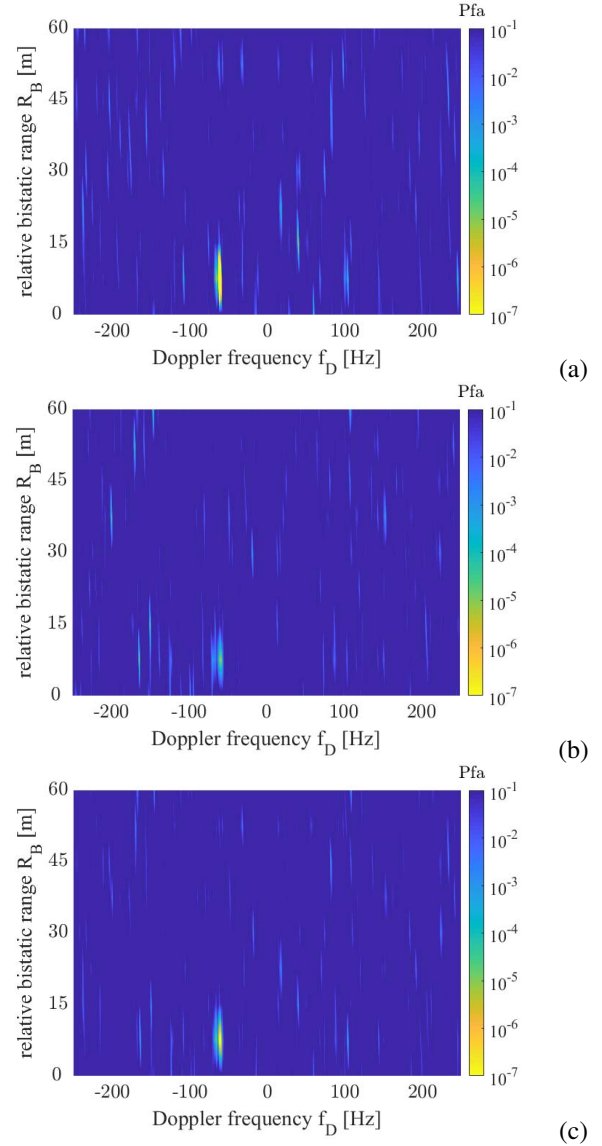 Pfa
60
45
30
15
0
relative bistatic range R_B [m]
-200 -100 0 100 200
Doppler frequency f_D [Hz]
10^-1
10^-2
10^-3
10^-4
10^-5
10^-6
10^-7
(a)
Pfa
60
45
30
15
0
relative bistatic range R_B [m]
-200 -100 0 100 200
Doppler frequency f_D [Hz]
10^-1
10^-2
10^-3
10^-4
10^-5
10^-6
10^-7
(b)
Pfa
60
45
30
15
0
relative bistatic range R_B [m]
-200 -100 0 100 200
Doppler frequency f_D [Hz]
10^-1
10^-2
10^-3
10^-4
10^-5
10^-6
10^-7
(c)